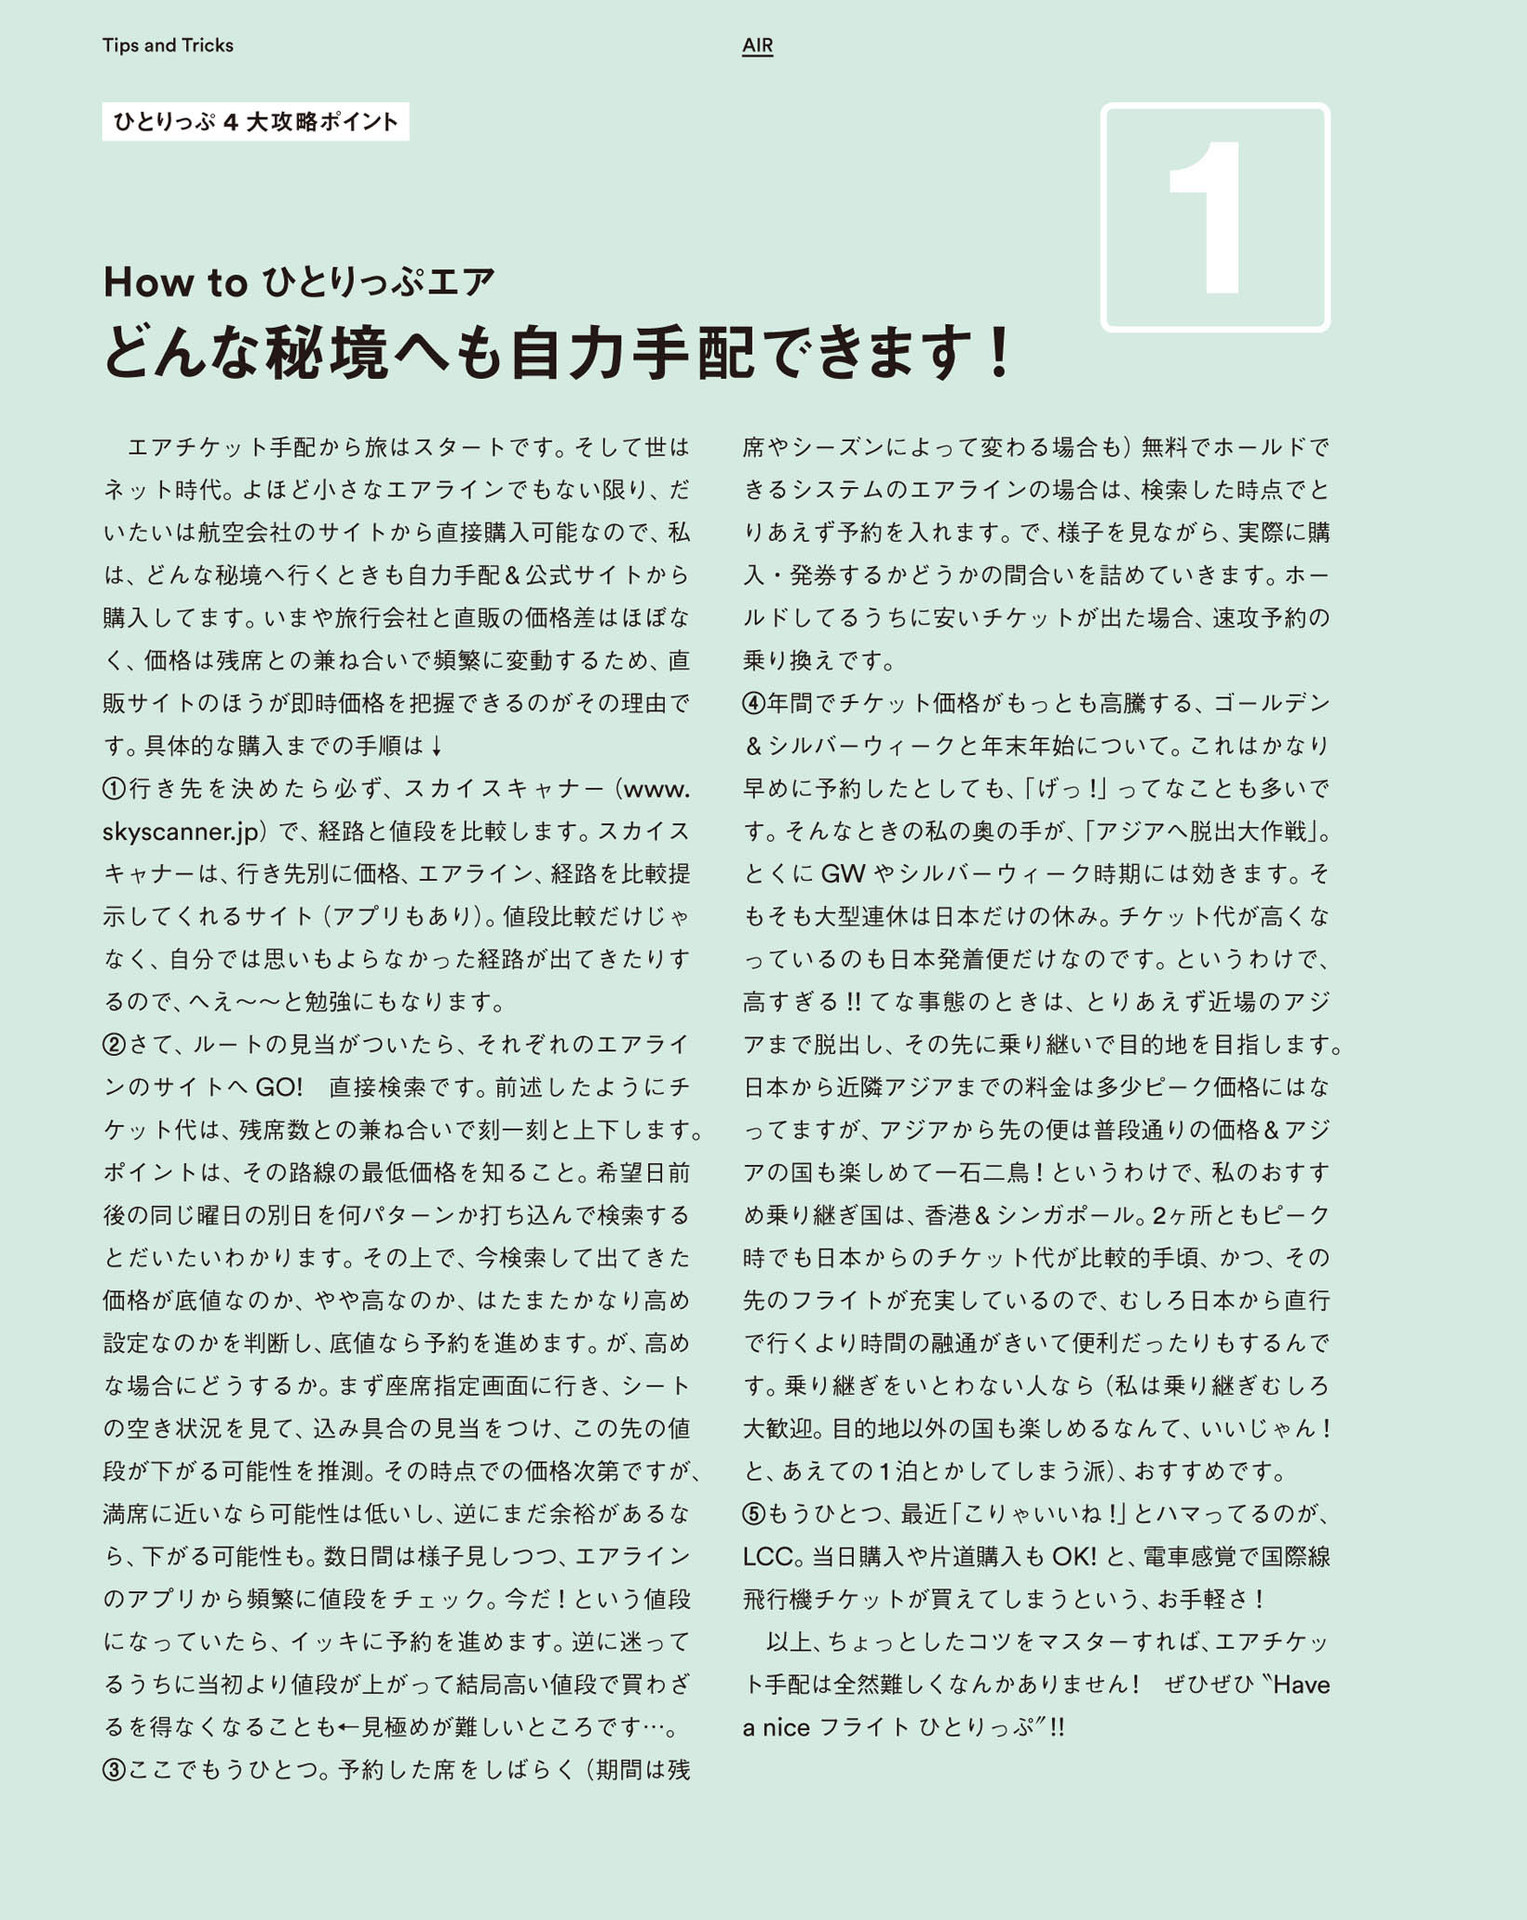 Tips and Tricks
AIR
ひとりっぷ 4 大攻略ポイント
1
How to ひとりっぷエア
どんな秘境へも自力手配できます！
エアチケット手配から旅はスタートです。そして世は
ネット時代。よほど小さなエアラインでもない限り、だ
いたいは航空会社のサイトから直接購入可能なので、私
は、どんな秘境へ行くときも自力手配＆公式サイトから
購入してます。いまや旅行会社と直販の価格差はほぼな
く、価格は残席との兼ね合いで頻繁に変動するため、直
販サイトのほうが即時価格を把握できるのがその理由で
す。具体的な購入までの手順は↓
①行き先を決めたら必ず、スカイスキャナー（www.
skyscanner.jp）で、経路と値段を比較します。スカイス
キャナーは、行き先別に価格、エアライン、経路を比較提
示してくれるサイト（アプリもあり）。値段比較だけじゃ
なく、自分では思いもよらなかった経路が出てきたりす
るので、へえ〜〜と勉強にもなります。
②さて、ルートの見当がついたら、それぞれのエアライ
ンのサイトへ GO!　直接検索です。前述したようにチ
ケット代は、残席数との兼ね合いで刻一刻と上下します。
ポイントは、その路線の最低価格を知ること。希望日前
後の同じ曜日の別日を何パターンか打ち込んで検索する
とだいたいわかります。その上で、今検索して出てきた
価格が底値なのか、やや高なのか、はたまたかなり高め
設定なのかを判断し、底値なら予約を進めます。が、高め
な場合にどうするか。まず座席指定画面に行き、シート
の空き状況を見て、込み具合の見当をつけ、この先の値
段が下がる可能性を推測。その時点での価格次第ですが、
満席に近いなら可能性は低いし、逆にまだ余裕があるな
ら、下がる可能性も。数日間は様子見しつつ、エアライン
のアプリから頻繁に値段をチェック。今だ！という値段
になっていたら、イッキに予約を進めます。逆に迷って
るうちに当初より値段が上がって結局高い値段で買わざ
るを得なくなることも←見極めが難しいところです…。
③ここでもうひとつ。予約した席をしばらく（期間は残
席やシーズンによって変わる場合も）無料でホールドで
きるシステムのエアラインの場合は、検索した時点でと
りあえず予約を入れます。で、様子を見ながら、実際に購
入・発券するかどうかの間合いを詰めていきます。ホー
ルドしてるうちに安いチケットが出た場合、速攻予約の
乗り換えです。
④年間でチケット価格がもっとも高騰する、ゴールデン
＆シルバーウィークと年末年始について。これはかなり
早めに予約したとしても、「げっ！」ってなことも多いで
す。そんなときの私の奥の手が、「アジアへ脱出大作戦」。
とくに GW やシルバーウィーク時期には効きます。そ
もそも大型連休は日本だけの休み。チケット代が高くな
っているのも日本発着便だけなのです。というわけで、
高すぎる!! てな事態のときは、とりあえず近場のアジ
アまで脱出し、その先に乗り継いで目的地を目指します。
日本から近隣アジアまでの料金は多少ピーク価格にはな
ってますが、アジアから先の便は普段通りの価格＆アジ
アの国も楽しめて一石二鳥！というわけで、私のおすす
め乗り継ぎ国は、香港＆シンガポール。2ヶ所ともピーク
時でも日本からのチケット代が比較的手頃、かつ、その
先のフライトが充実しているので、むしろ日本から直行
で行くより時間の融通がきいて便利だったりもするんで
す。乗り継ぎをいとわない人なら（私は乗り継ぎむしろ
大歓迎。目的地以外の国も楽しめるなんて、いいじゃん！
と、あえての 1 泊とかしてしまう派）、おすすめです。
⑤もうひとつ、最近「こりゃいいね！」とハマってるのが、
LCC。当日購入や片道購入も OK! と、電車感覚で国際線
飛行機チケットが買えてしまうという、お手軽さ！
以上、ちょっとしたコツをマスターすれば、エアチケッ
ト手配は全然難しくなんかありません！　ぜひぜひ〝Have
a nice フライト ひとりっぷ〞!!